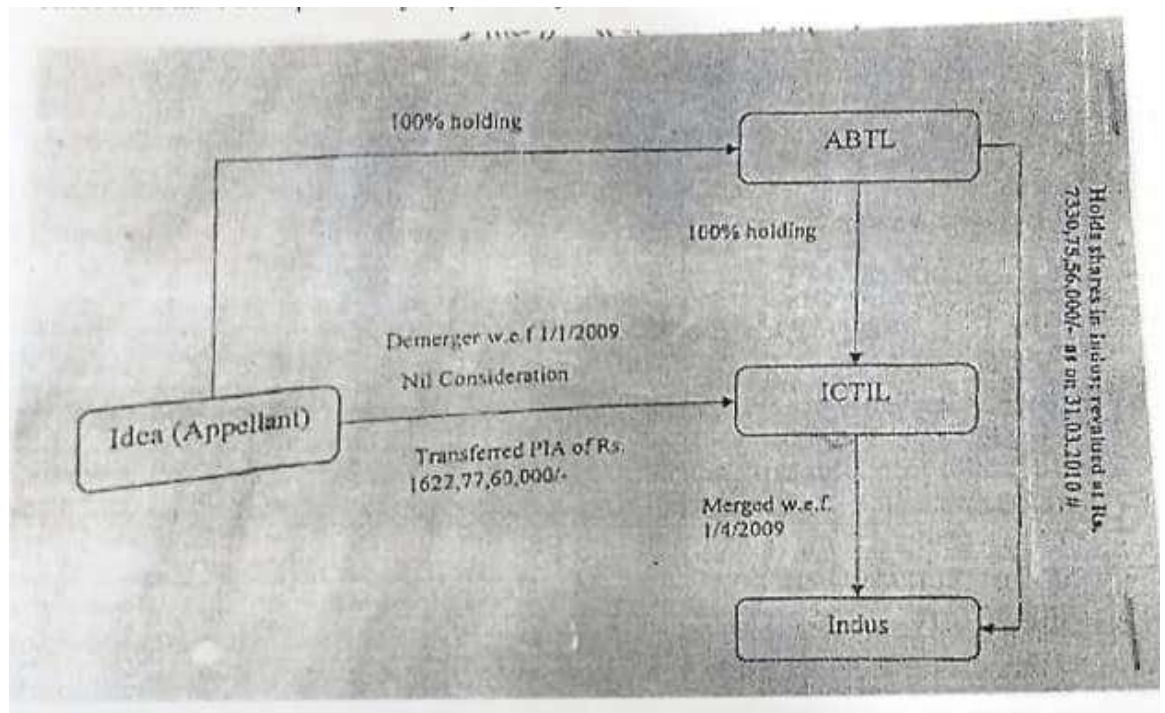 100% holding
ABTL
100% holding
Holds shares in Indus; revalued at Rs.
7330,75,56,000/- as on 31.03.2010 #
Demerger w.e.f 1/1/2009
Nil Consideration
Idea (Appellant)
ICTIL
Transferred PIA of Rs.
1622,77,60,000/-
Merged w.e.f.
1/4/2009
Indus